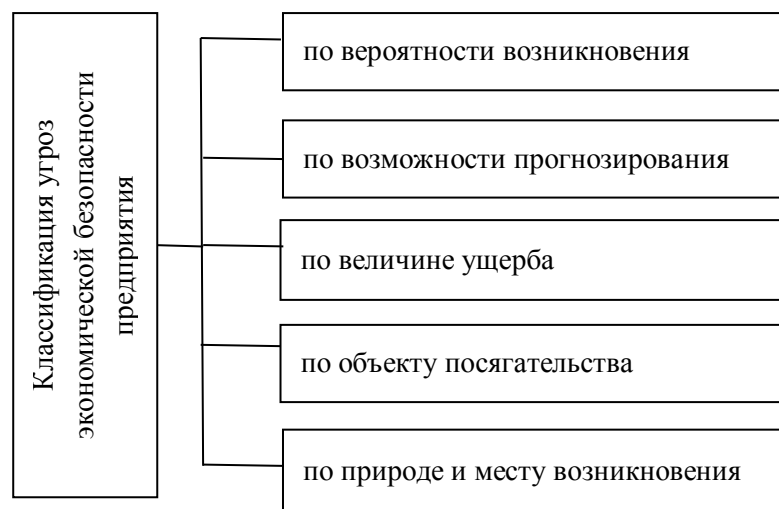 Классификация угроз
экономической безопасности
предприятия
по вероятности возникновения
по возможности прогнозирования
по величине ущерба
по объекту посягательства
по природе и месту возникновения